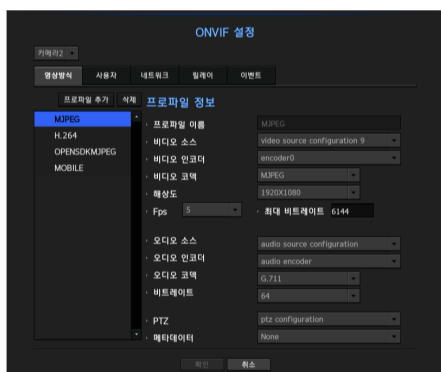 ONVIF 설정
카메라2
영상방식 사용자 네트워크 릴레이 이벤트
프로파일 추가 삭제 프로파일 정보
MJPEG
H.264
OPENSDKMJPEG
MOBILE
· 프로파일 이름 MJPEG
· 비디오 소스 video source configuration 9
· 비디오 인코더 encoder0
· 비디오 코덱 MJPEG
· 해상도 1920X1080
· Fps 5 · 최대 비트레이트 6144
· 오디오 소스 audio source configuration
· 오디오 인코더 audio encoder
· 오디오 코덱 G.711
· 비트레이트 64
· PTZ ptz configuration
· 메타데이터 None
확인 취소